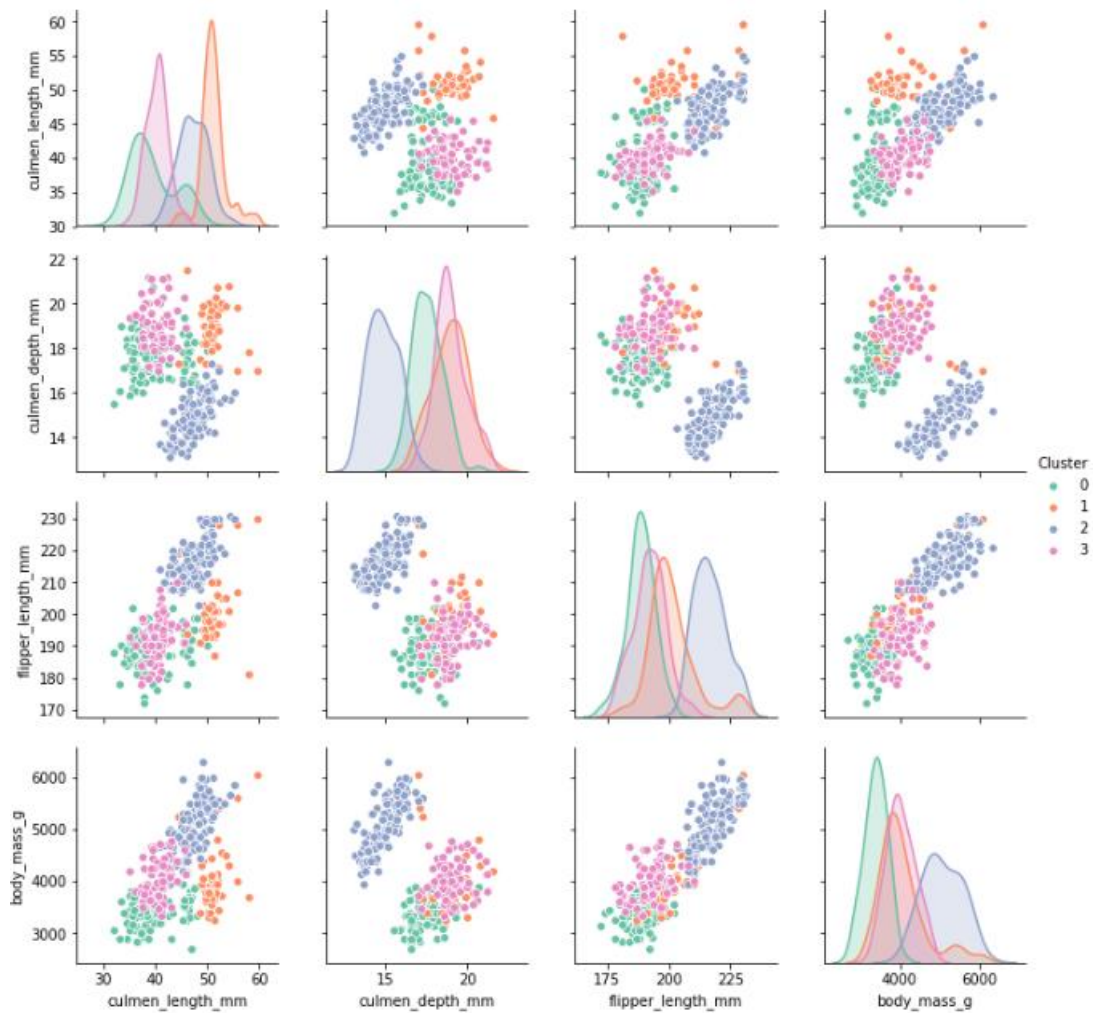 60
55
50
45
40
35
30
culmen_length_mm
22
20
18
16
14
culmen_depth_mm
Cluster
0
1
2
3
230
220
210
200
190
180
170
flipper_length_mm
6000
5000
4000
3000
body_mass_g
30 40 50 60
culmen_length_mm
15 20
culmen_depth_mm
175 200 225
flipper_length_mm
4000 6000
body_mass_g